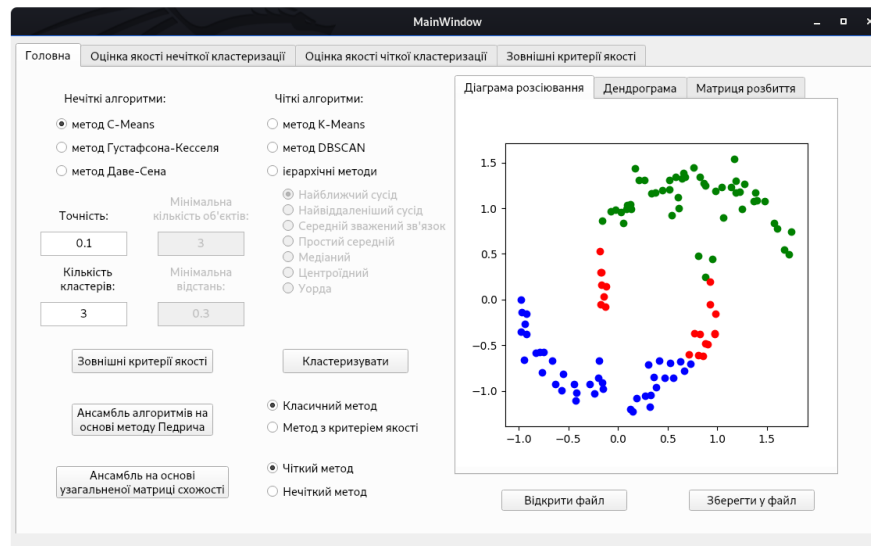 MainWindow
Головна
Оцінка якості нечіткої кластеризації
Оцінка якості чіткої кластеризації
Зовнішні критерії якості
Нечіткі алгоритми:
метод C-Means
метод Густафсона-Кесселя
метод Даве-Сена
Чіткі алгоритми:
метод K-Means
метод DBSCAN
ієрархічні методи
Найближчий сусід
Найвіддаленіший сусід
Середній зважений зв'язок
Простий середній
Медіаний
Центроїдний
Уорда
Точність:
0.1
Мінімальна
кількість об'єктів:
3
Кількість
кластерів:
3
Мінімальна
відстань:
0.3
Зовнішні критерії якості
Кластеризувати
Ансамбль алгоритмів на
основі методу Педрича
Класичний метод
Метод з критерієм якості
Ансамбль на основі
узагальненої матриці схожості
Чіткий метод
Нечіткий метод
Діаграма розсіювання
Дендрограма
Матриця розбиття
1.5
1.0
0.5
0.0
−0.5
−1.0
−1.0 −0.5 0.0 0.5 1.0 1.5
Відкрити файл
Зберегти у файл